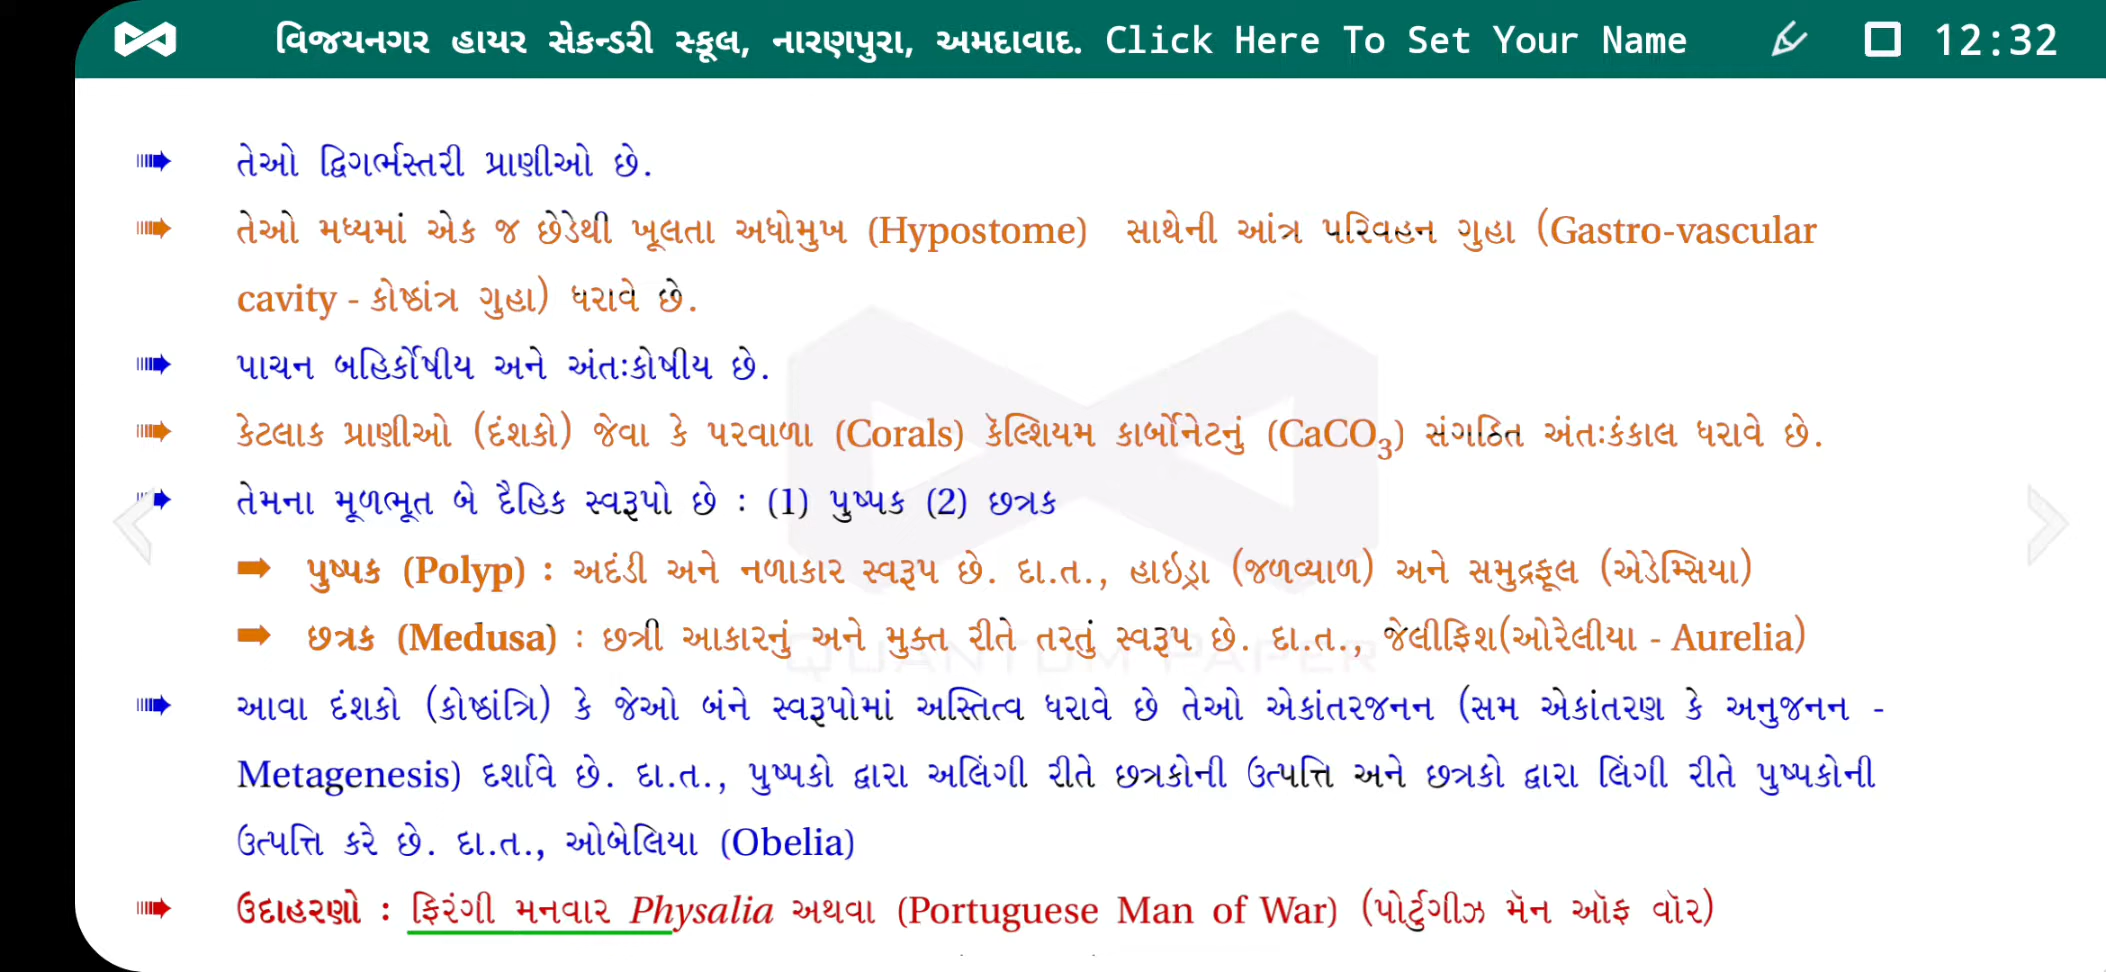 વિજયનગર હાયર સેકન્ડરી સ્કૂલ, નારણપુરા, અમદાવાદ. Click Here To Set Your Name 12:32
તેઓ દ્વિગર્ભસ્તરી પ્રાણીઓ છે.
તેઓ મધ્યમાં એક જ છેડેથી ખૂલતા અધોમુખ (Hypostome) સાથેની આંત્ર પરિવહન ગુહા (Gastro-vascular
cavity - કોષ્ઠાંત્ર ગુહા) ધરાવે છે.
પાચન બહિર્કોષીય અને અંતઃકોષીય છે.
કેટલાક પ્રાણીઓ (દંશકો) જેવા કે પરવાળા (Corals) કૅલ્શિયમ કાર્બોનેટનું (CaCO₃) સંગઠિત અંતઃકંકાલ ધરાવે છે.
તેમના મૂળભૂત બે દૈહિક સ્વરૂપો છે : (1) પુષ્પક (2) છત્રક
પુષ્પક (Polyp) : અદંડી અને નળાકાર સ્વરૂપ છે. દા.ત., હાઇડ્રા (જળવ્યાળ) અને સમુદ્રફૂલ (એડેમ્સિયા)
છત્રક (Medusa) : છત્રી આકારનું અને મુક્ત રીતે તરતું સ્વરૂપ છે. દા.ત., જેલીફિશ(ઓરેલીયા - Aurelia)
QUANTUM PAPER
આવા દંશકો (કોષ્ઠાંત્રિ) કે જેઓ બંને સ્વરૂપોમાં અસ્તિત્વ ધરાવે છે તેઓ એકાંતરજનન (સમ એકાંતરણ કે અનુજનન -
Metagenesis) દર્શાવે છે. દા.ત., પુષ્પકો દ્વારા અલિંગી રીતે છત્રકોની ઉત્પત્તિ અને છત્રકો દ્વારા લિંગી રીતે પુષ્પકોની
ઉત્પત્તિ કરે છે. દા.ત., ઓબેલિયા (Obelia)
ઉદાહરણો : ફિરંગી મનવાર Physalia અથવા (Portuguese Man of War) (પોર્ટુગીઝ મૅન ઑફ વૉર)